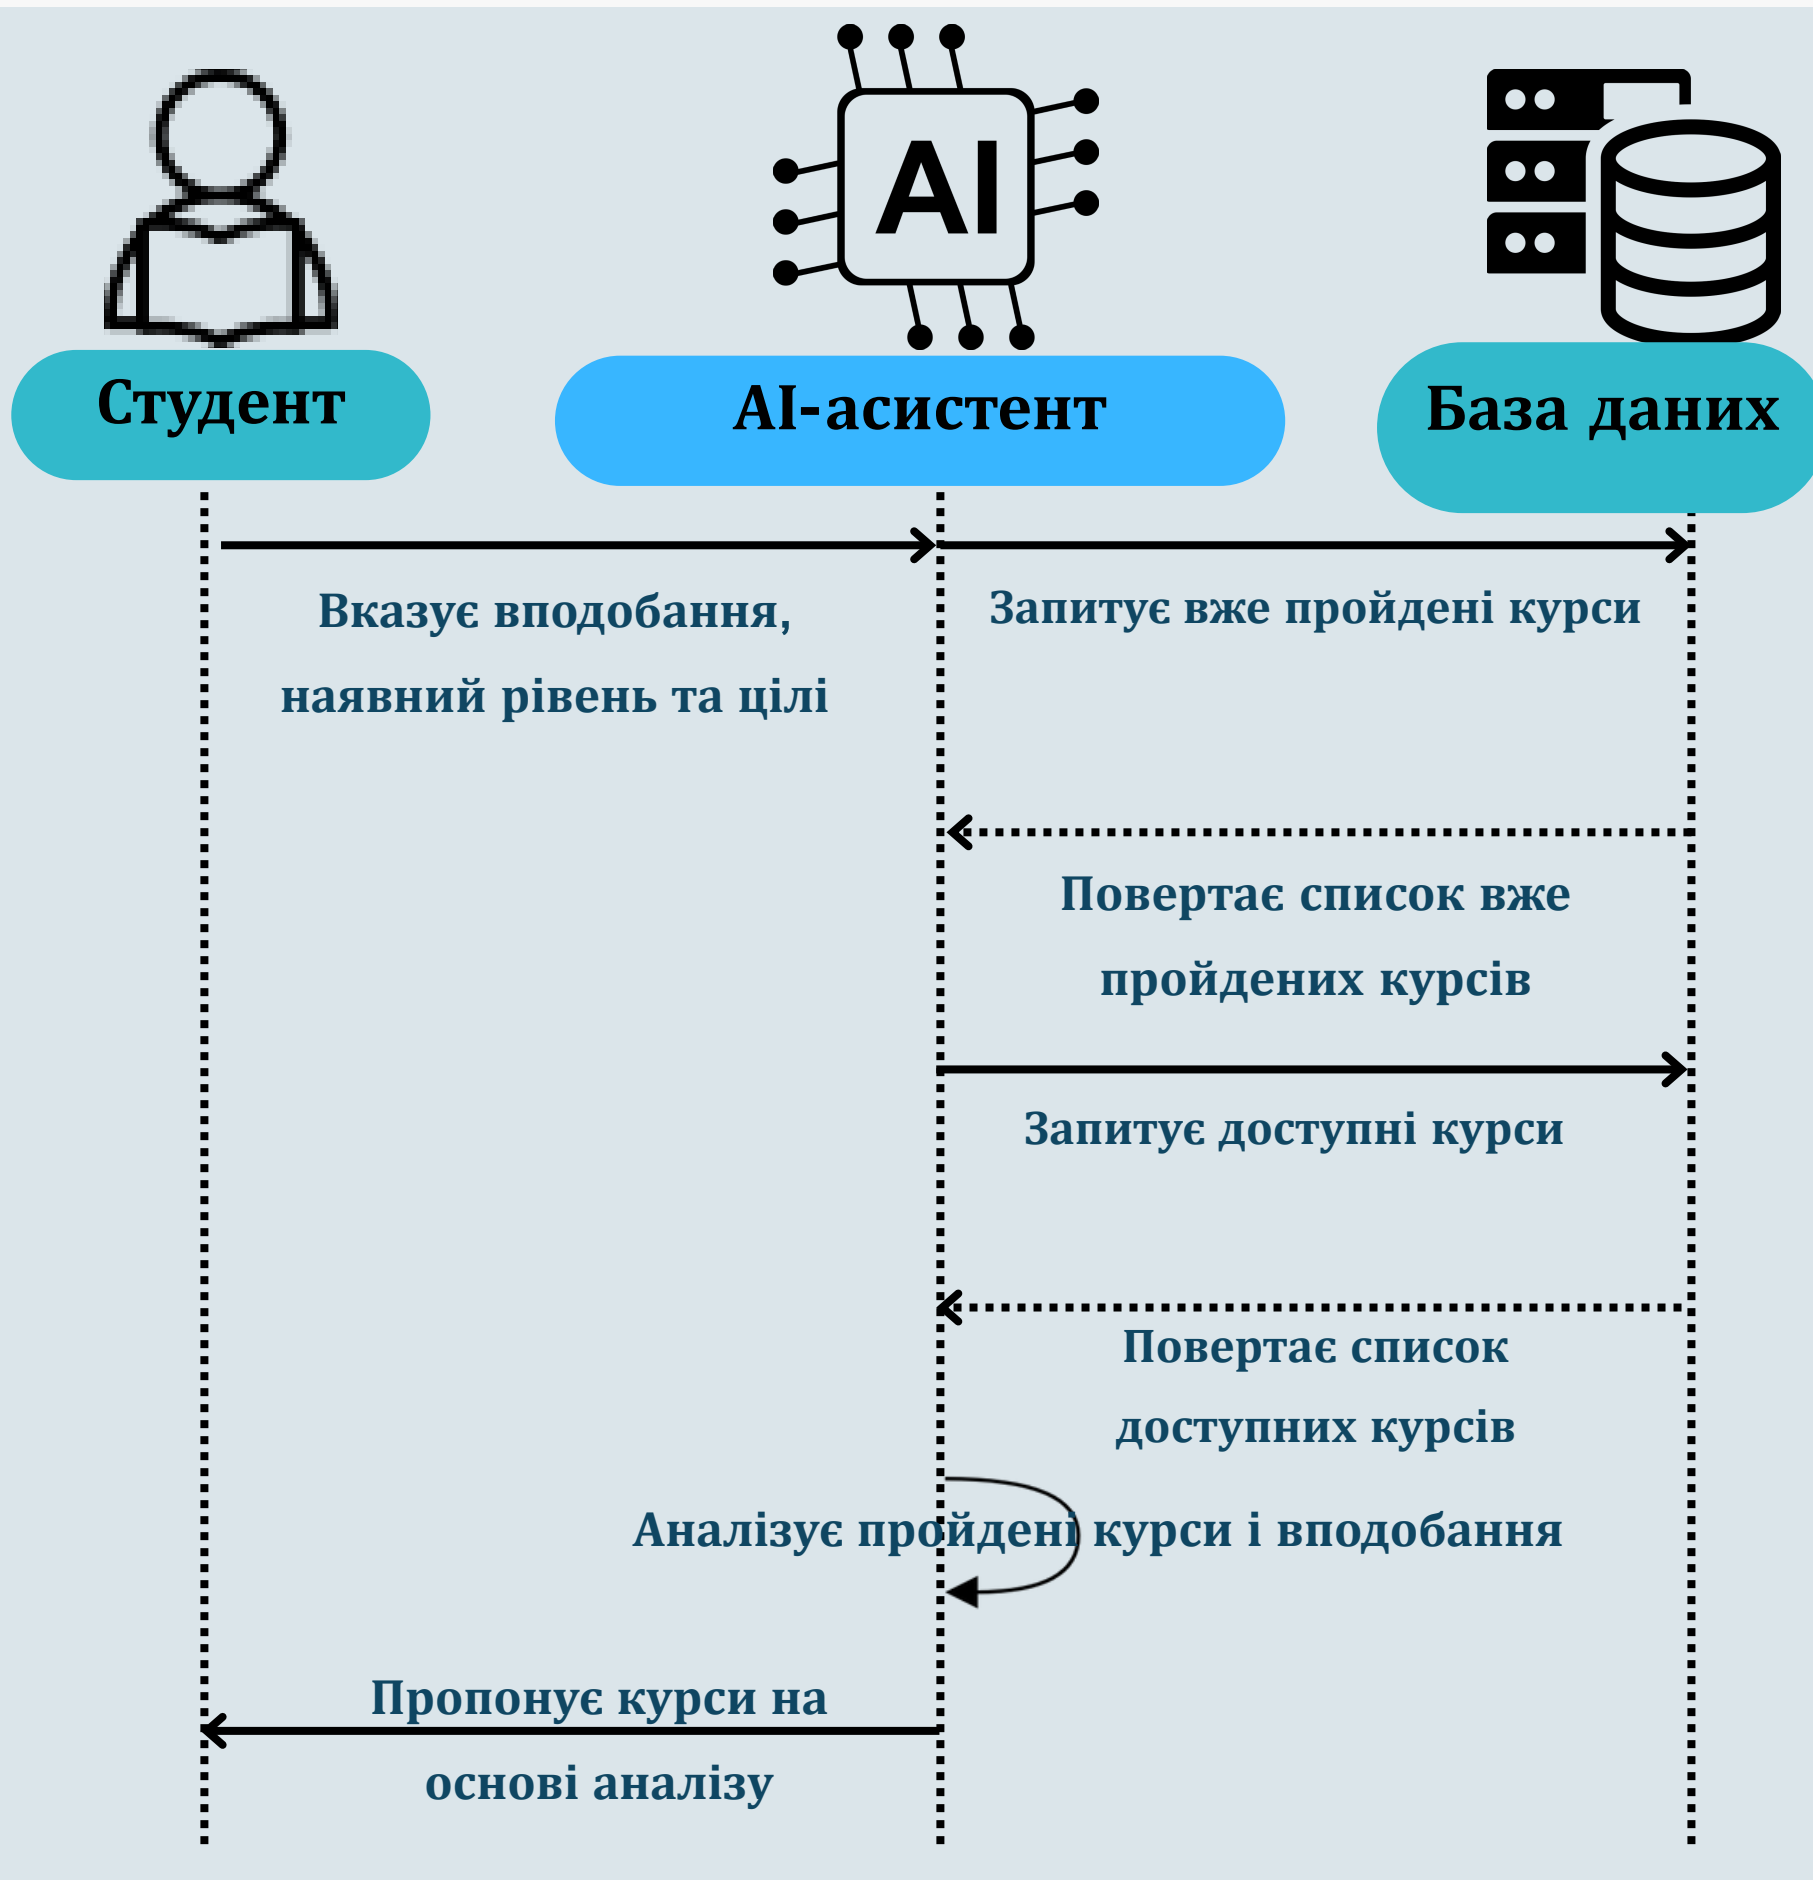 AI
Студент
AI-асистент
База даних
Вказує вподобання,
наявний рівень та цілі
Запитує вже пройдені курси
Повертає список вже
пройдених курсів
Запитує доступні курси
Повертає список
доступних курсів
Аналізує пройдені курси і вподобання
Пропонує курси на
основі аналізу